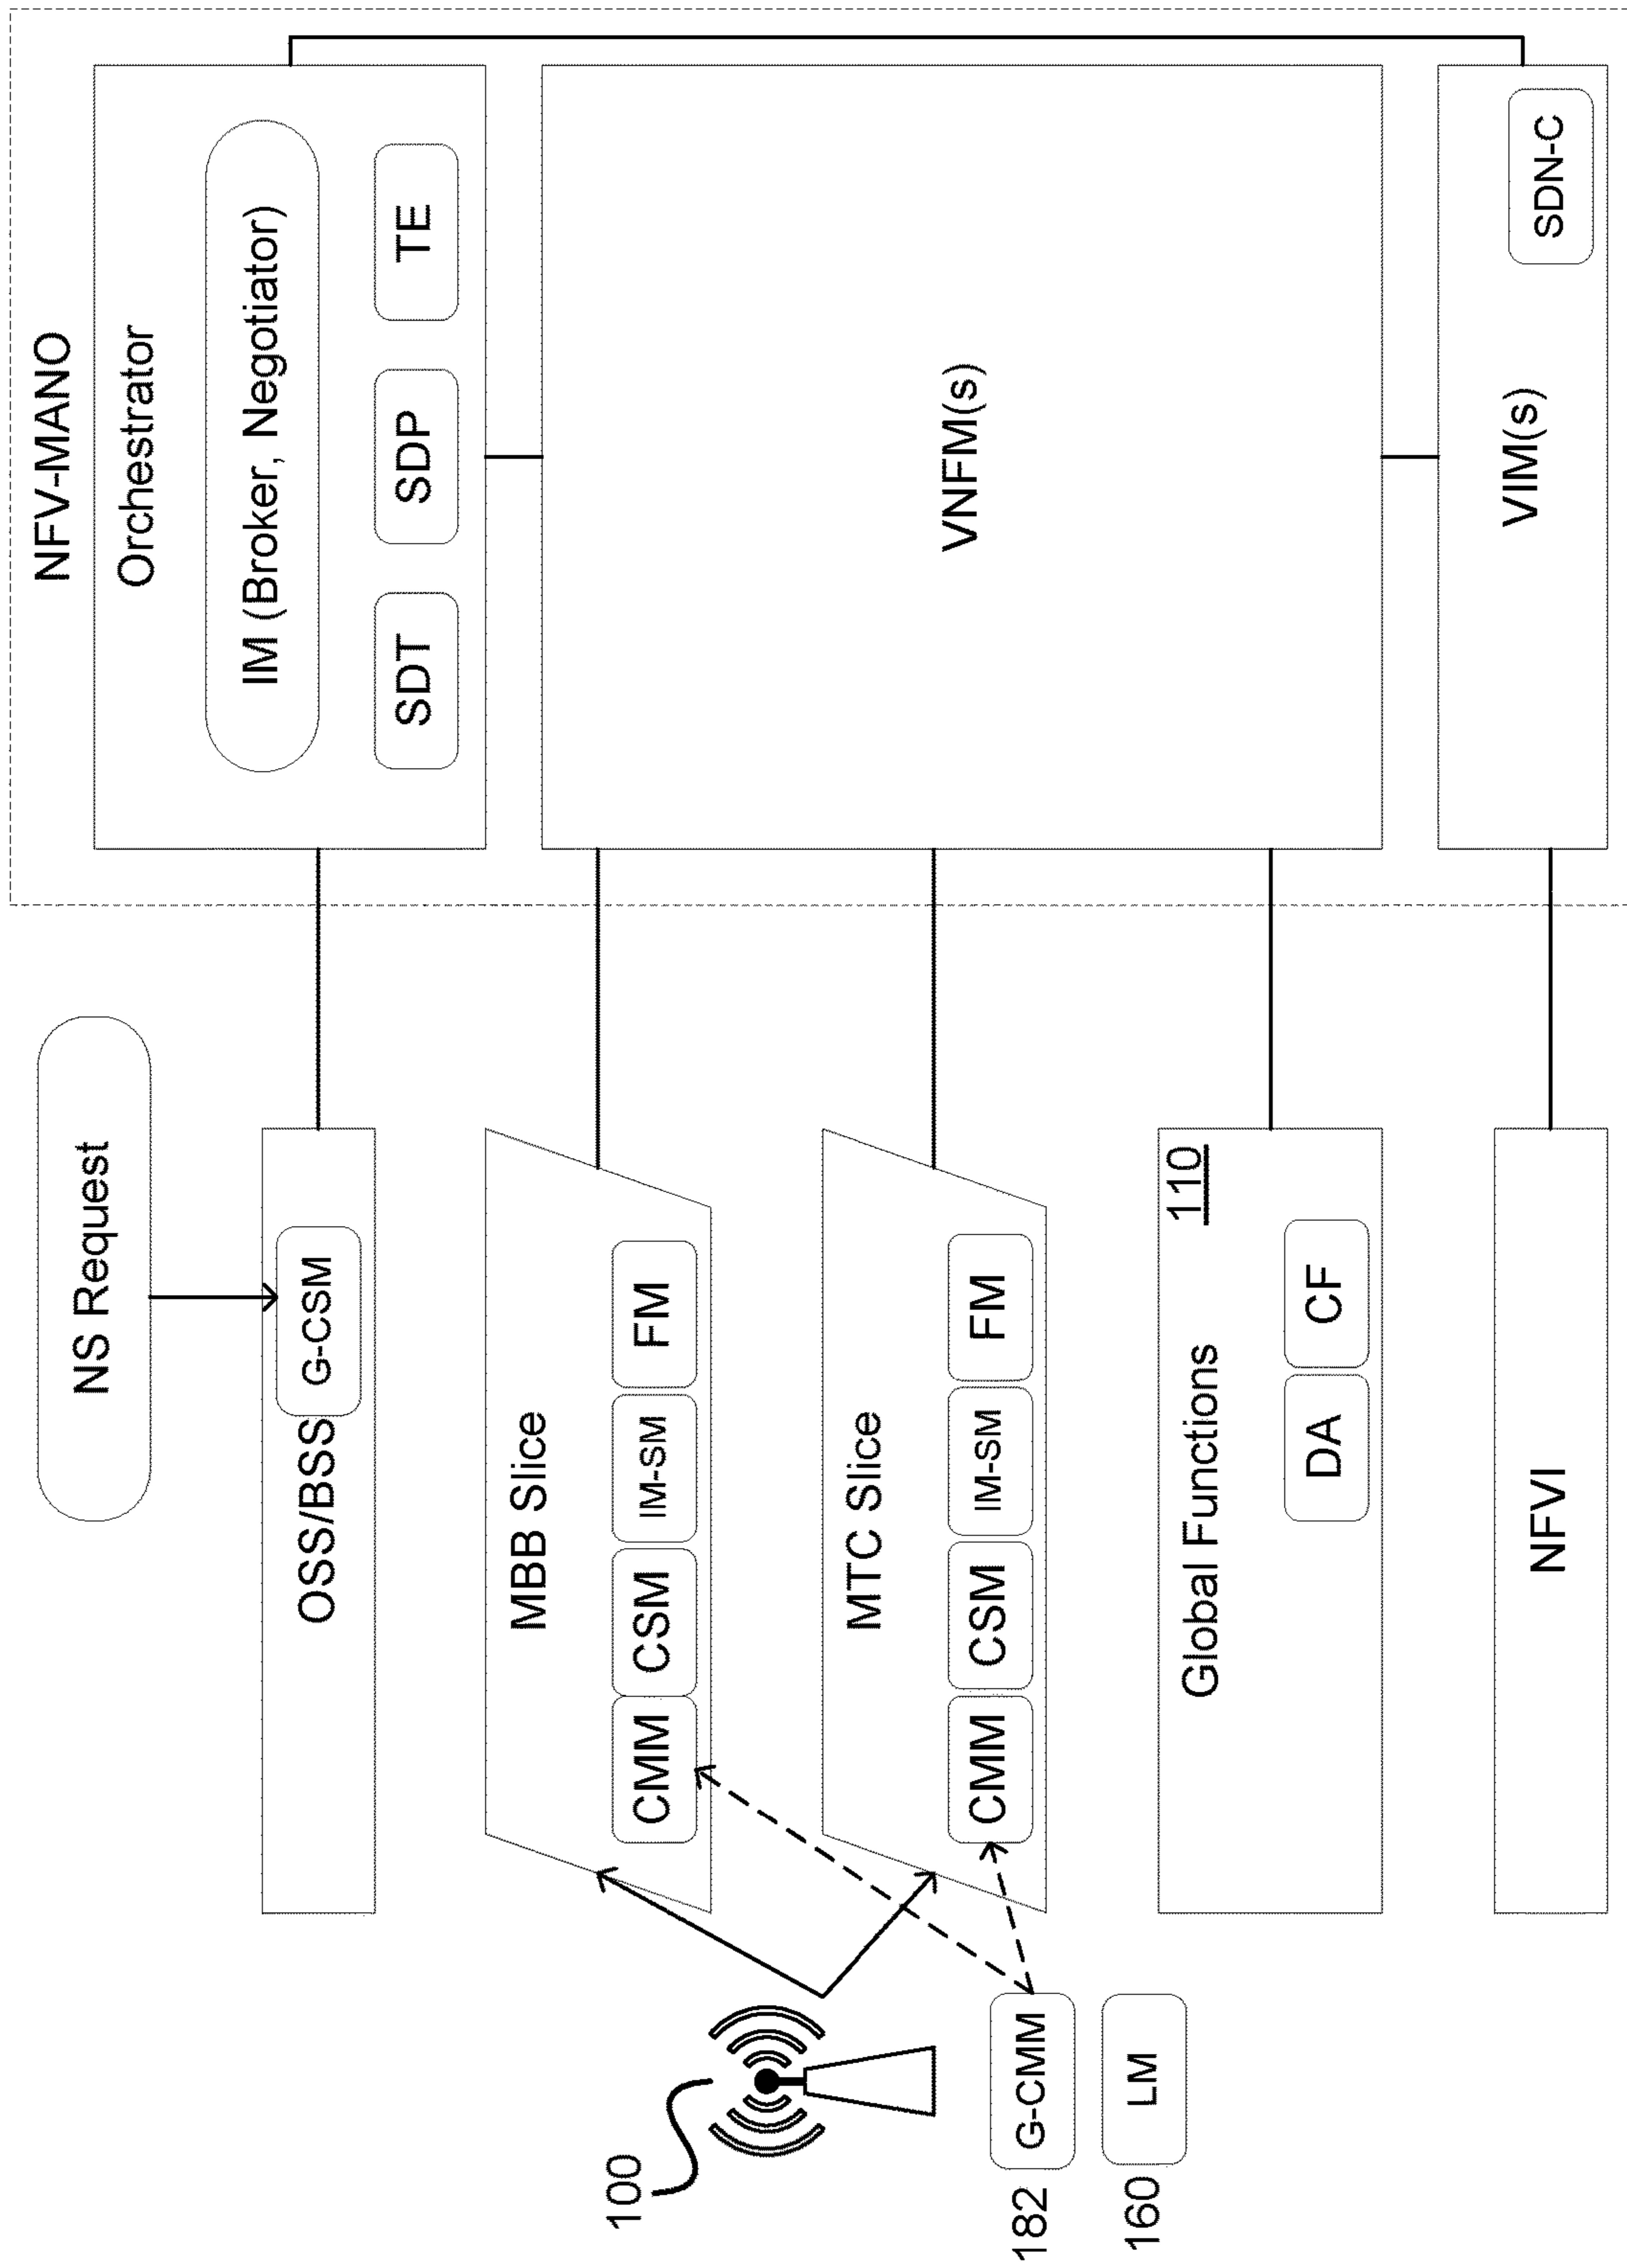 NS Request
NFV-MANO
OSS/BSS
G-CSM
Orchestrator
IM (Broker, Negotiator)
SDT
SDP
TE
MBB Slice
CMM
CSM
IM-SM
FM
100
MTC Slice
CMM
CSM
IM-SM
FM
VNFM(s)
182
G-CMM
160
LM
Global Functions
110
DA
CF
NFVI
VIM(s)
SDN-C